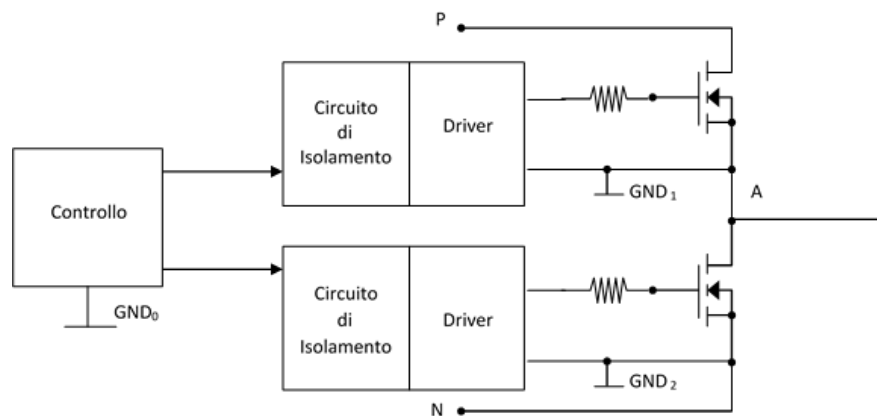 P
Circuito
di
Isolamento
Driver
GND1
A
Controllo
GND0
Circuito
di
Isolamento
Driver
GND2
N